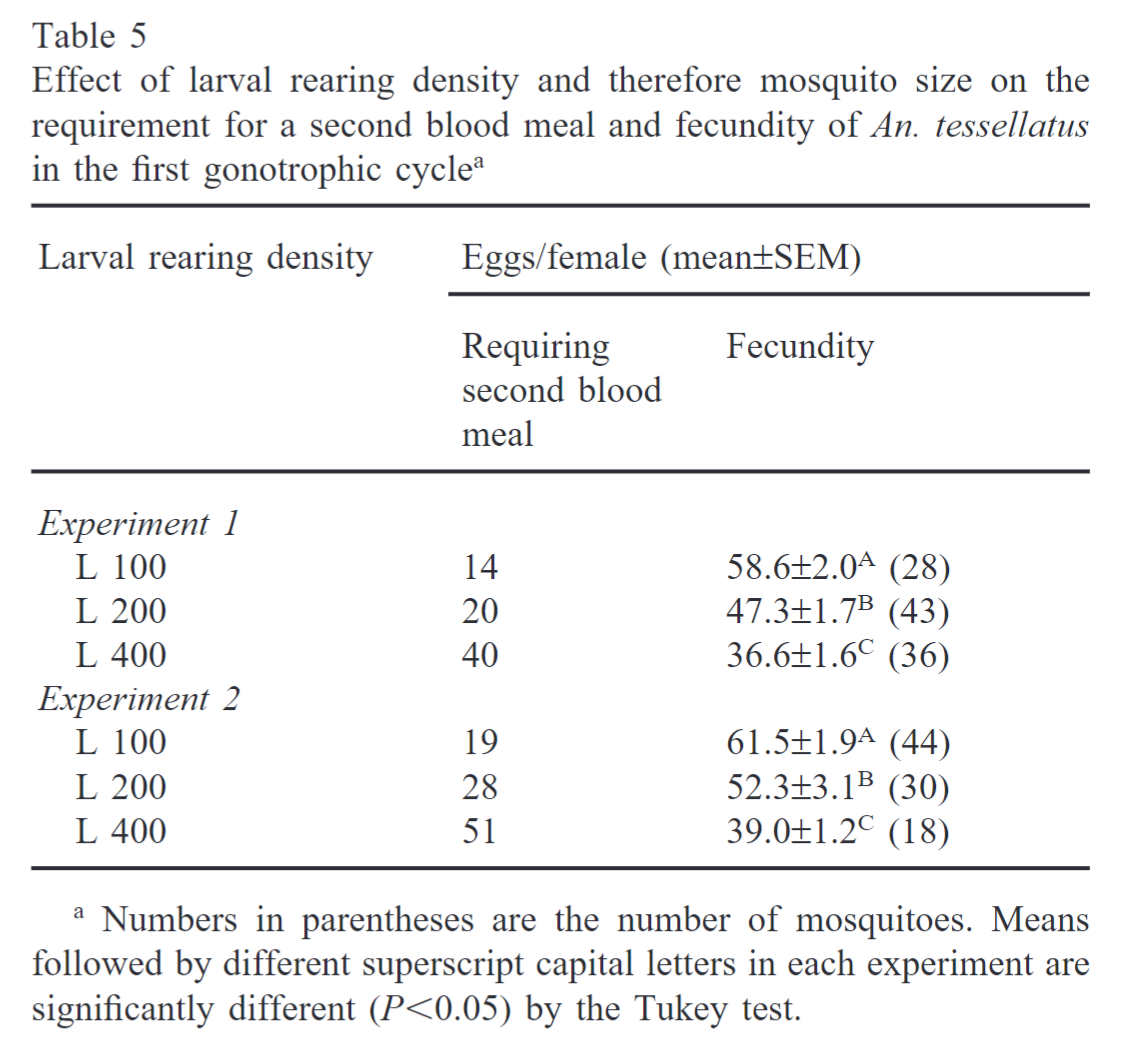 Table 5
Effect of larval rearing density and therefore mosquito size on the
requirement for a second blood meal and fecundity of An. tessellatus
in the first gonotrophic cycleᵃ
Larval rearing density Eggs/female (mean±SEM)
Requiring second blood meal Fecundity
Experiment 1
L 100 14 58.6±2.0ᴬ (28)
L 200 20 47.3±1.7ᴮ (43)
L 400 40 36.6±1.6ꟲ (36)
Experiment 2
L 100 19 61.5±1.9ᴬ (44)
L 200 28 52.3±3.1ᴮ (30)
L 400 51 39.0±1.2ꟲ (18)
ᵃ Numbers in parentheses are the number of mosquitoes. Means
followed by different superscript capital letters in each experiment are
significantly different (P<0.05) by the Tukey test.